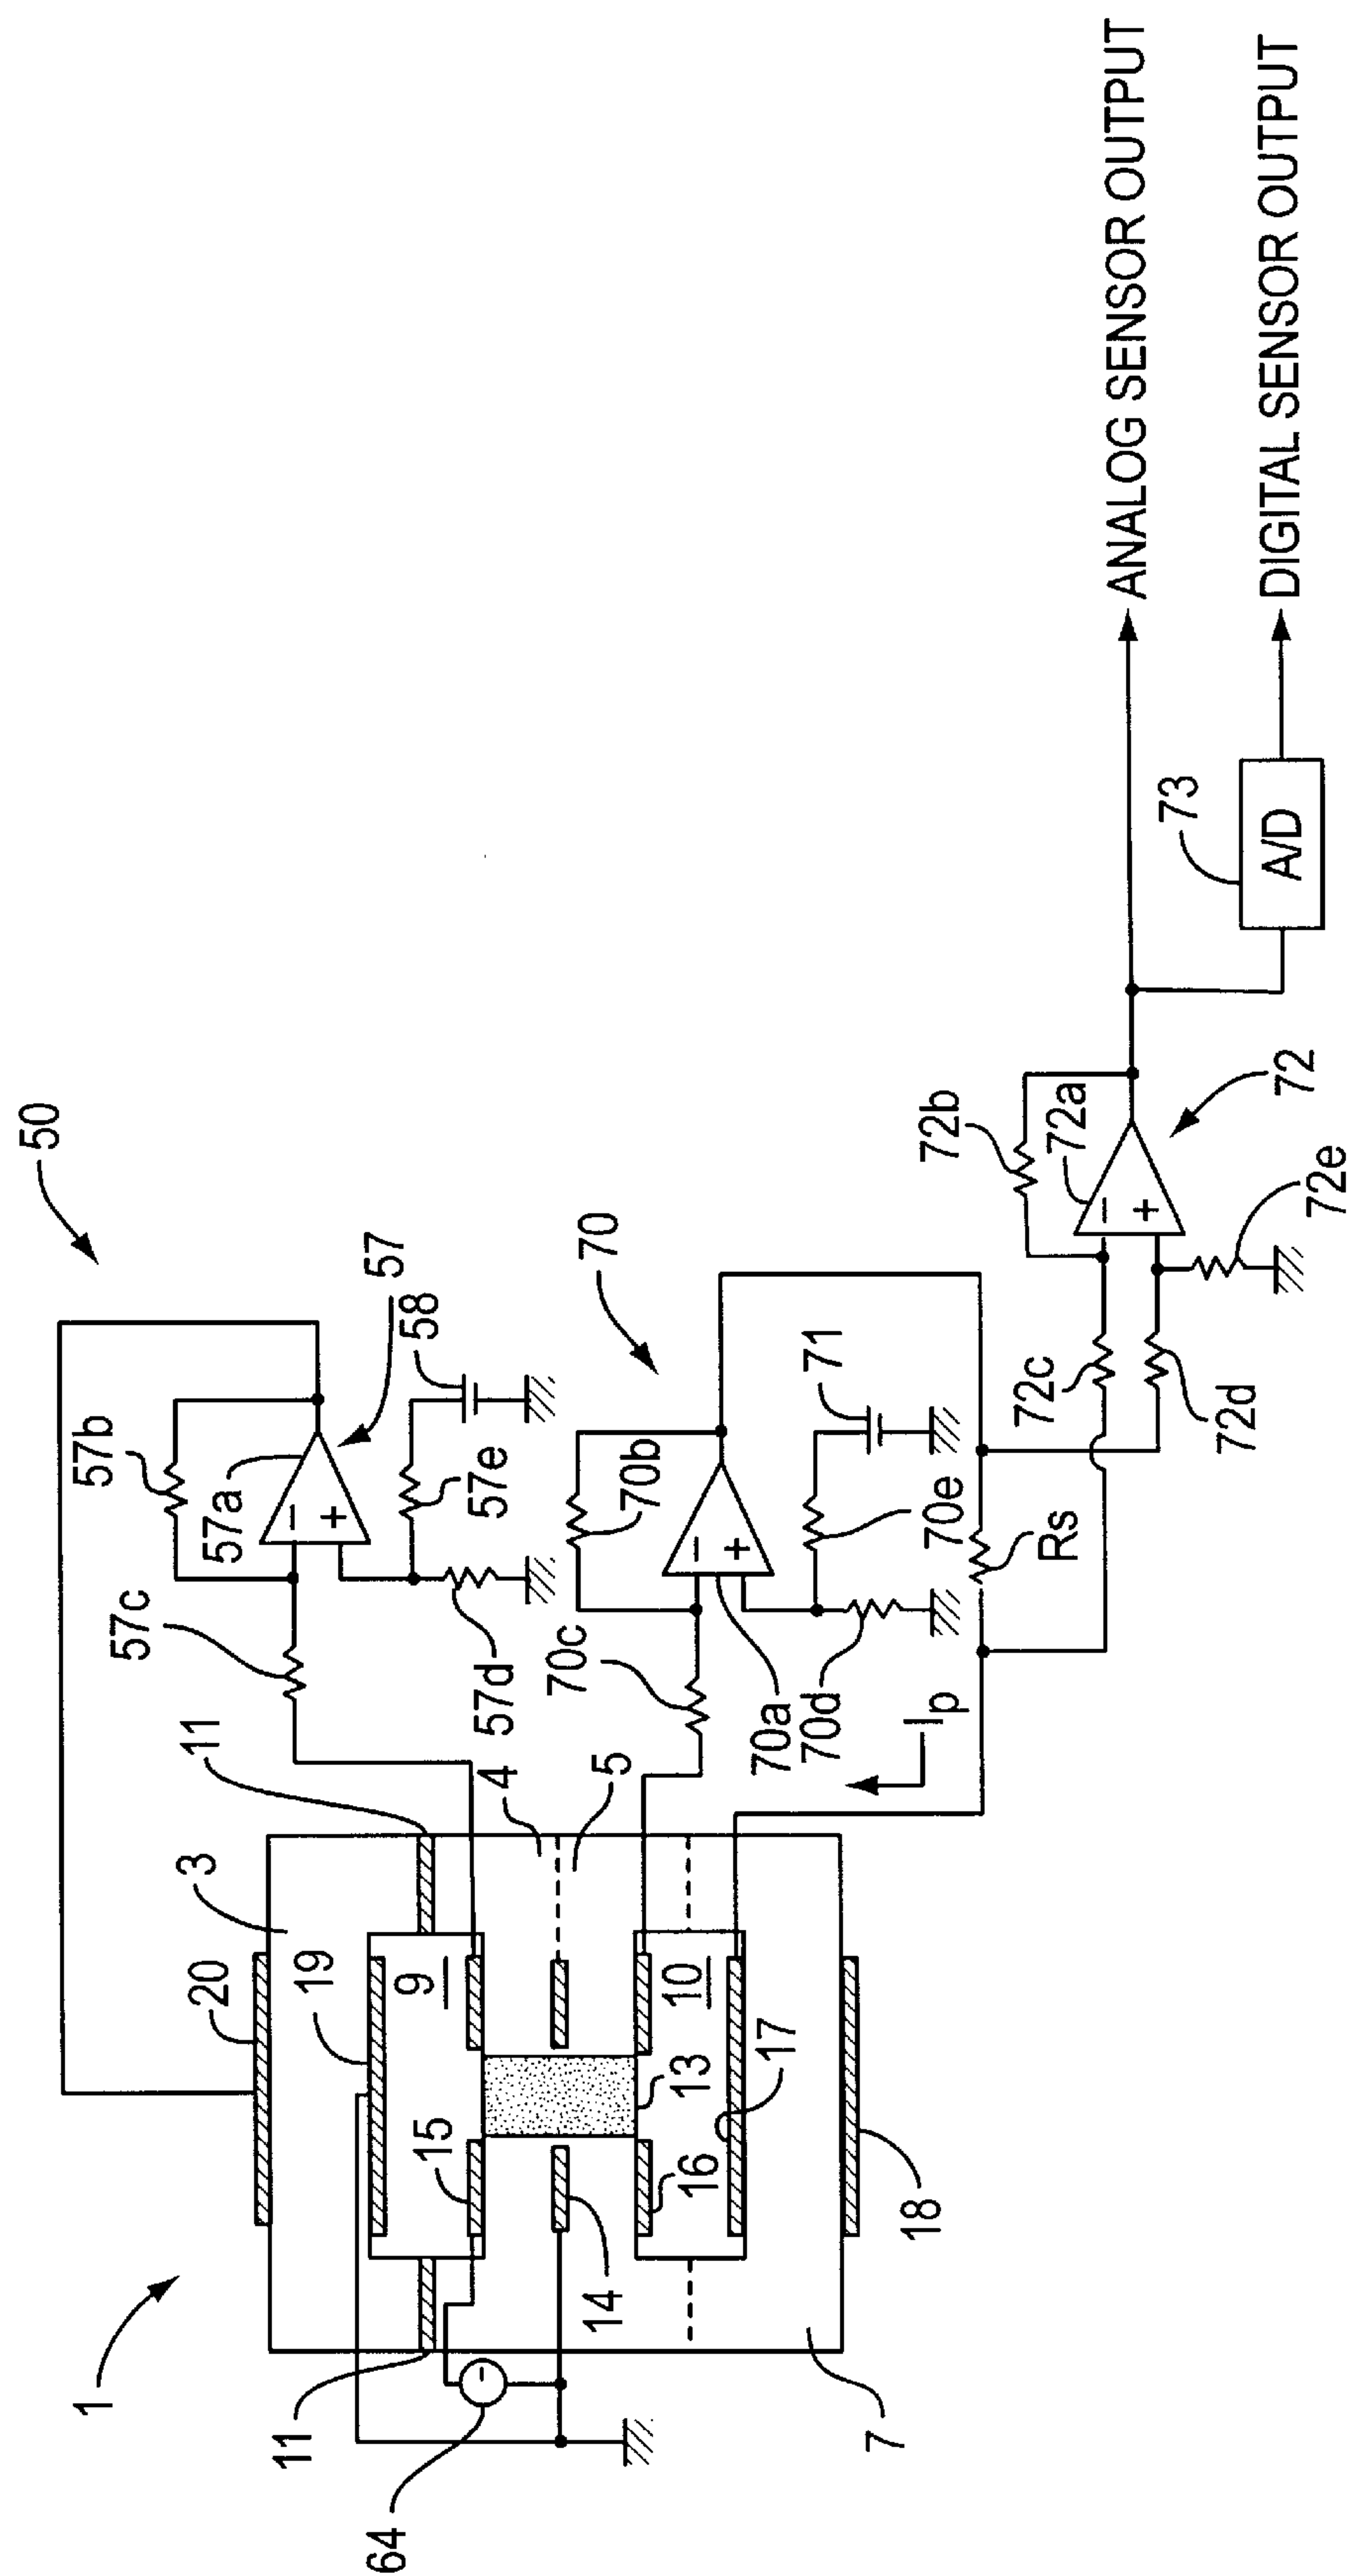 50
1
20
3
11
57c
57b
57a
−
+
57
58
57e
57d
19
9
4
5
15
14
16
10
13
17
11
64
7
18
70
70c
70b
−
+
71
70a
70d
70e
Ip
Rs
72c
72d
72b
72a
−
+
72
72e
73
A/D
ANALOG SENSOR OUTPUT
DIGITAL SENSOR OUTPUT